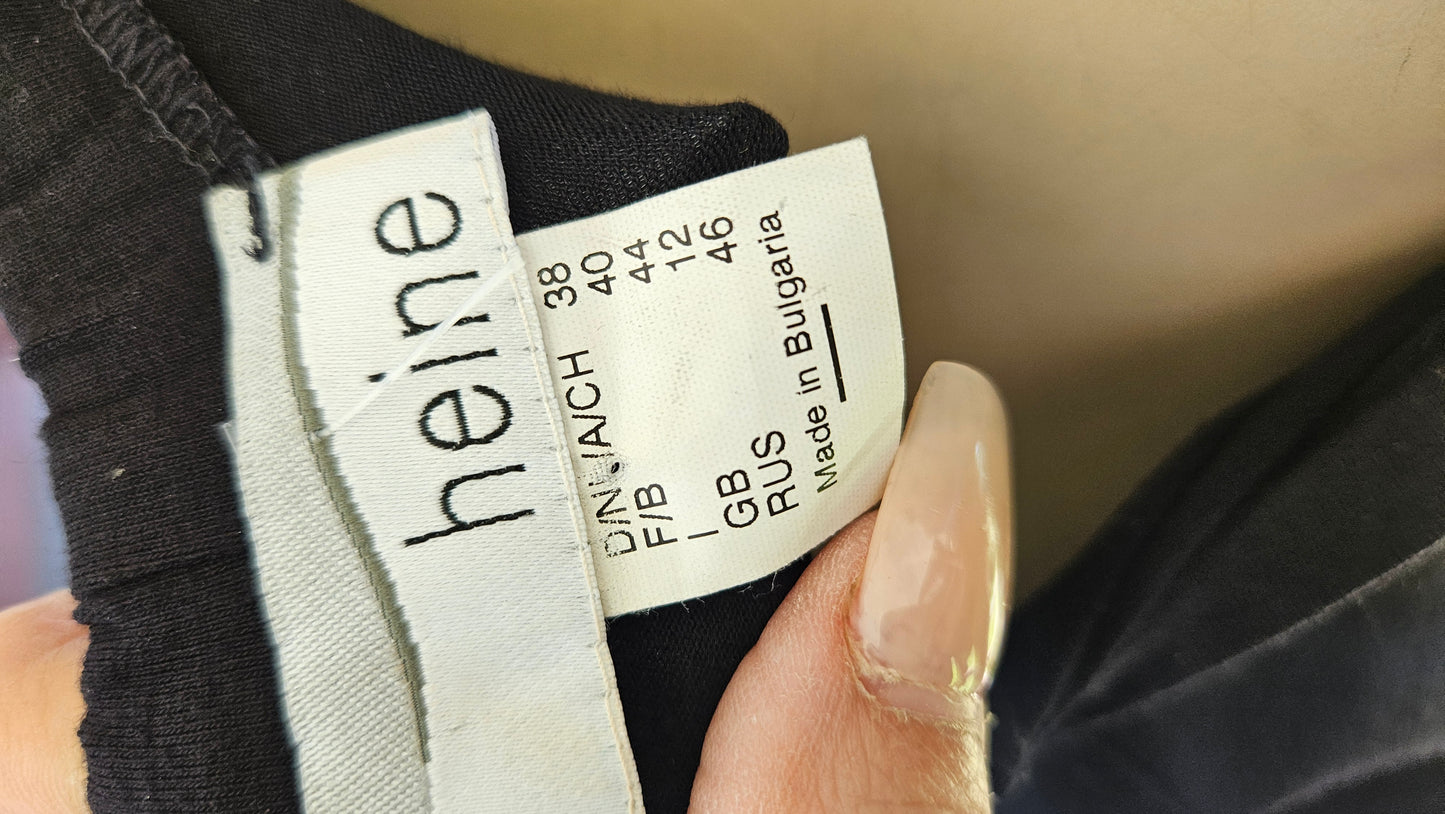 heine
D/NL/A/CH 38
F/B 40
I 44
GB 12
RUS 46
Made in Bulgaria